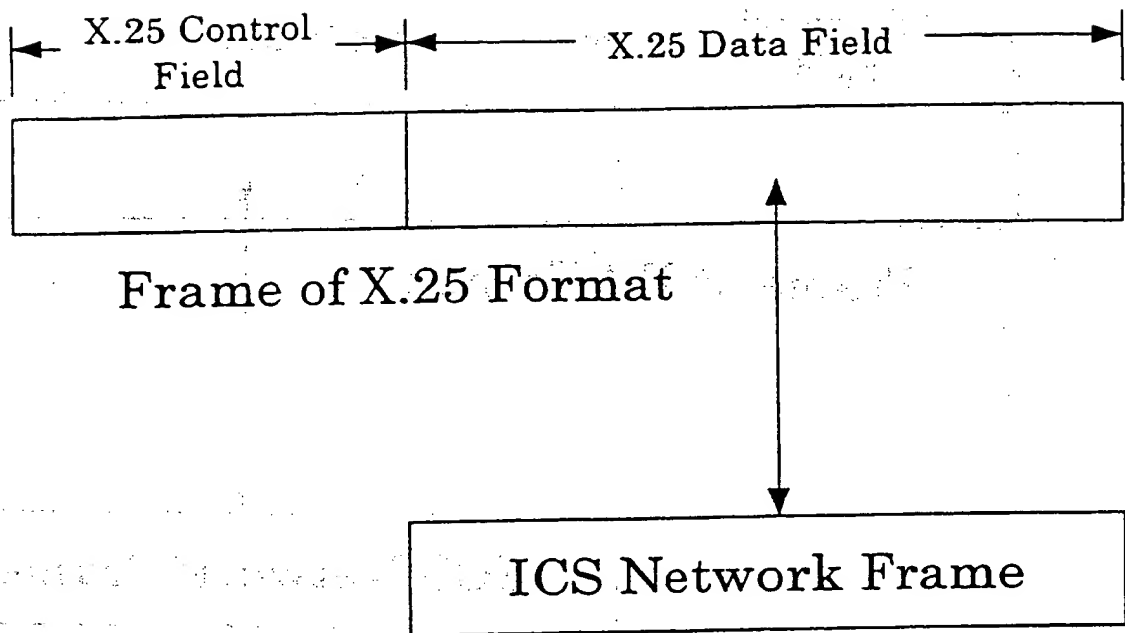 X.25 Control
Field
X.25 Data Field
Frame of X.25 Format
ICS Network Frame